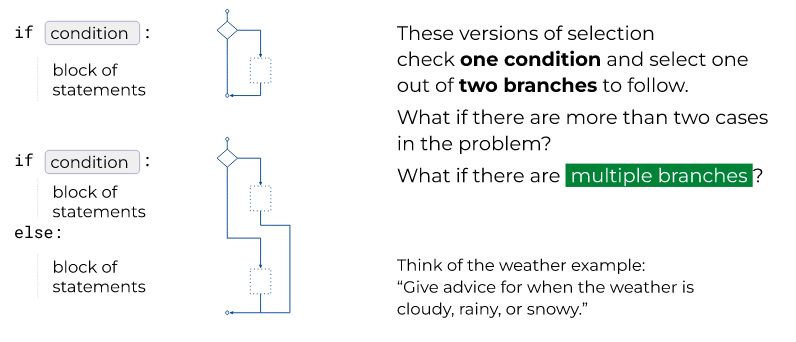 if condition :
block of
statements
if condition :
block of
statements
else:
block of
statements
These versions of selection
check one condition and select one
out of two branches to follow.
What if there are more than two cases
in the problem?
What if there are multiple branches ?
Think of the weather example:
“Give advice for when the weather is
cloudy, rainy, or snowy.”